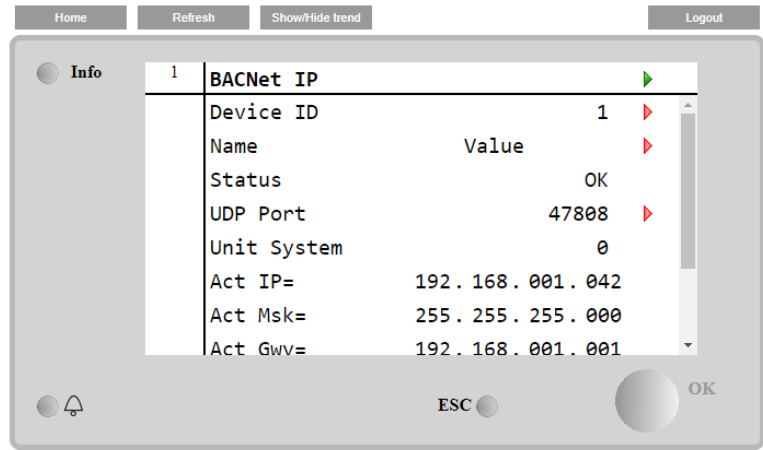 Home Refresh Show/Hide trend Logout
Info 1 BACNet IP
Device ID 1
Name Value
Status OK
UDP Port 47808
Unit System 0
Act IP= 192.168.001.042
Act Msk= 255.255.255.000
Act Gwy= 192.168.001.001
ESC OK